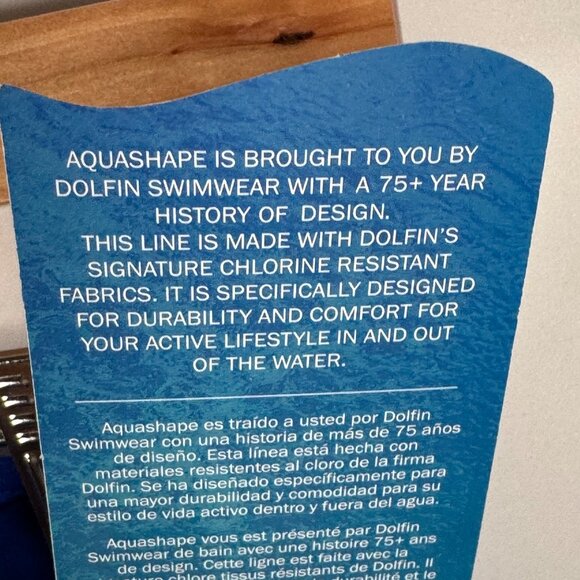 AQUASHAPE IS BROUGHT TO YOU BY
DOLFIN SWIMWEAR WITH A 75+ YEAR
HISTORY OF DESIGN.
THIS LINE IS MADE WITH DOLFIN'S
SIGNATURE CHLORINE RESISTANT
FABRICS. IT IS SPECIFICALLY DESIGNED
FOR DURABILITY AND COMFORT FOR
YOUR ACTIVE LIFESTYLE IN AND OUT
OF THE WATER.
Aquashape es traído a usted por Dolfin
Swimwear con una historia de más de 75 años
de diseño. Esta línea está hecha con
materiales resistentes al cloro de la firma
Dolfin. Se ha diseñado específicamente para
una mayor durabilidad y comodidad para su
estilo de vida activo dentro y fuera del agua.
Aquashape vous est présenté par Dolfin
Swimwear de bain avec une histoire 75+ ans
de design. Cette ligne est faite avec la
chlore tissus résistants de Dolfin. Il
durabilité et le